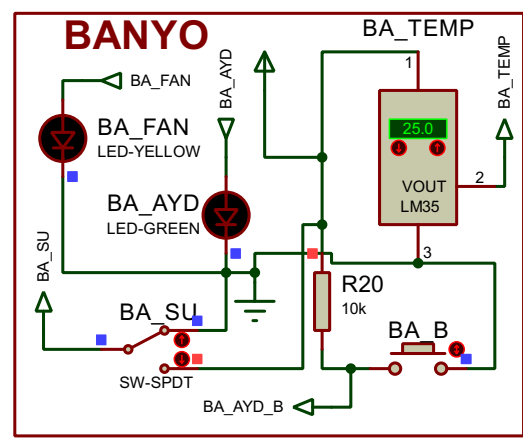 BANYO
BA_TEMP
BA_FAN
BA_AYD
BA_TEMP
1
BA_FAN
LED-YELLOW
25.0
2
VOUT
LM35
BA_AYD
LED-GREEN
BA_SU
3
R20
10k
BA_SU
BA_B
SW-SPDT
BA_AYD_B